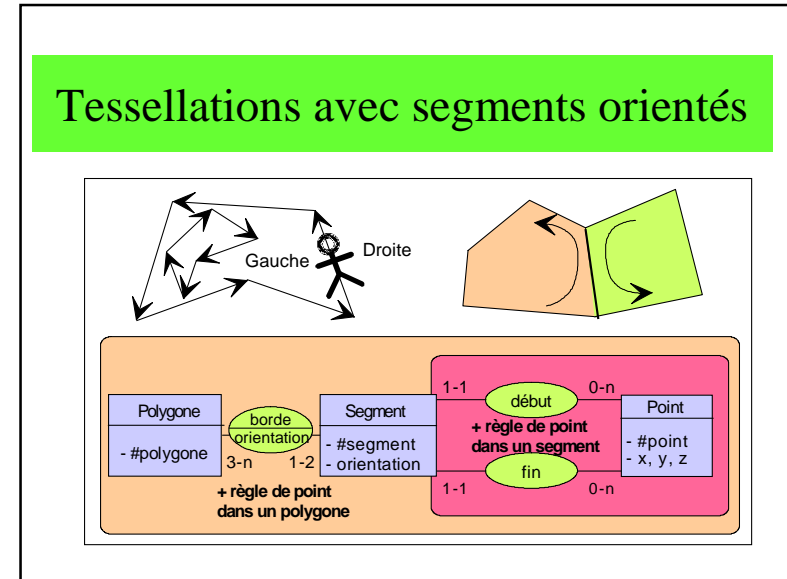 Tessellations avec segments orientés
Gauche
Droite
Polygone
- #polygone
borde
orientation
3-n
1-2
Segment
- #segment
- orientation
+ règle de point
dans un polygone
1-1
début
0-n
+ règle de point
dans un segment
fin
1-1
0-n
Point
- #point
- x, y, z